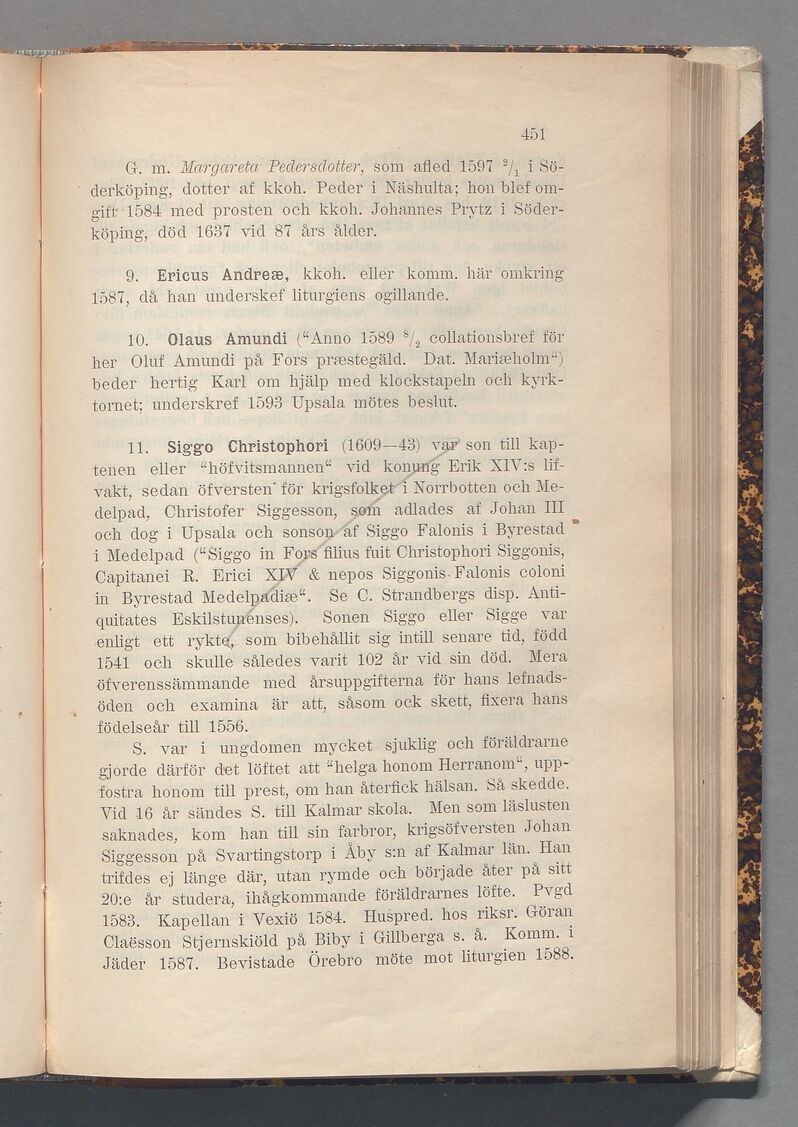 451
G. m. Margareta Pedersdotter, som afled 1597 2/1 i Sö-
derköping, dotter af kkoh. Peder i Näshulta; hon blef om-
gift 1584 med prosten och kkoh. Johannes Prytz i Söder-
köping, död 1637 vid 87 års ålder.
9. Ericus Andreæ, kkoh. eller komm. här omkring
1587, då han underskef liturgiens ogillande.
10. Olaus Amundi (“Anno 1589 8/2 collationsbref för
her Oluf Amundi på Fors præstegäld. Dat. Mariæholm“)
beder hertig Karl om hjälp med klockstapeln och kyrk-
tornet; underskref 1593 Upsala mötes beslut.
11. Siggo Christophori (1609—43) var son till kap-
tenen eller “höfvitsmannen“ vid konung Erik XIV:s lif-
vakt, sedan öfversten för krigsfolket i Norrbotten och Me-
delpad, Christofer Siggesson, som adlades af Johan III
och dog i Upsala och sonson af Siggo Falonis i Byrestad
i Medelpad (“Siggo in Fors filius fuit Christophori Siggonis,
Capitanei R. Erici XIV & nepos Siggonis Falonis coloni
in Byrestad Medelpadiæ“. Se C. Strandbergs disp. Anti-
quitates Eskilstunenses). Sonen Siggo eller Sigge var
enligt ett rykte, som bibehållit sig intill senare tid, född
1541 och skulle således varit 102 år vid sin död. Mera
öfverenssämmande med årsuppgifterna för hans lefnads-
öden och examina är att, såsom ock skett, fixera hans
födelseår till 1556.
S. var i ungdomen mycket sjuklig och föräldrarne
gjorde därför det löftet att “helga honom Herranom“, upp-
fostra honom till prest, om han återfick hälsan. Så skedde.
Vid 16 år sändes S. till Kalmar skola. Men som läslusten
saknades, kom han till sin farbror, krigsöfversten Johan
Siggesson på Svartingstorp i Åby s:n af Kalmar län. Han
trifdes ej länge där, utan rymde och började åter på sitt
20:e år studera, ihågkommande föräldrarnes löfte. Pvgd
1583. Kapellan i Vexiö 1584. Huspred. hos riksr. Göran
Claësson Stjernskiöld på Biby i Gillberga s. å. Komm. i
Jäder 1587. Bevistade Örebro möte mot liturgien 1588.